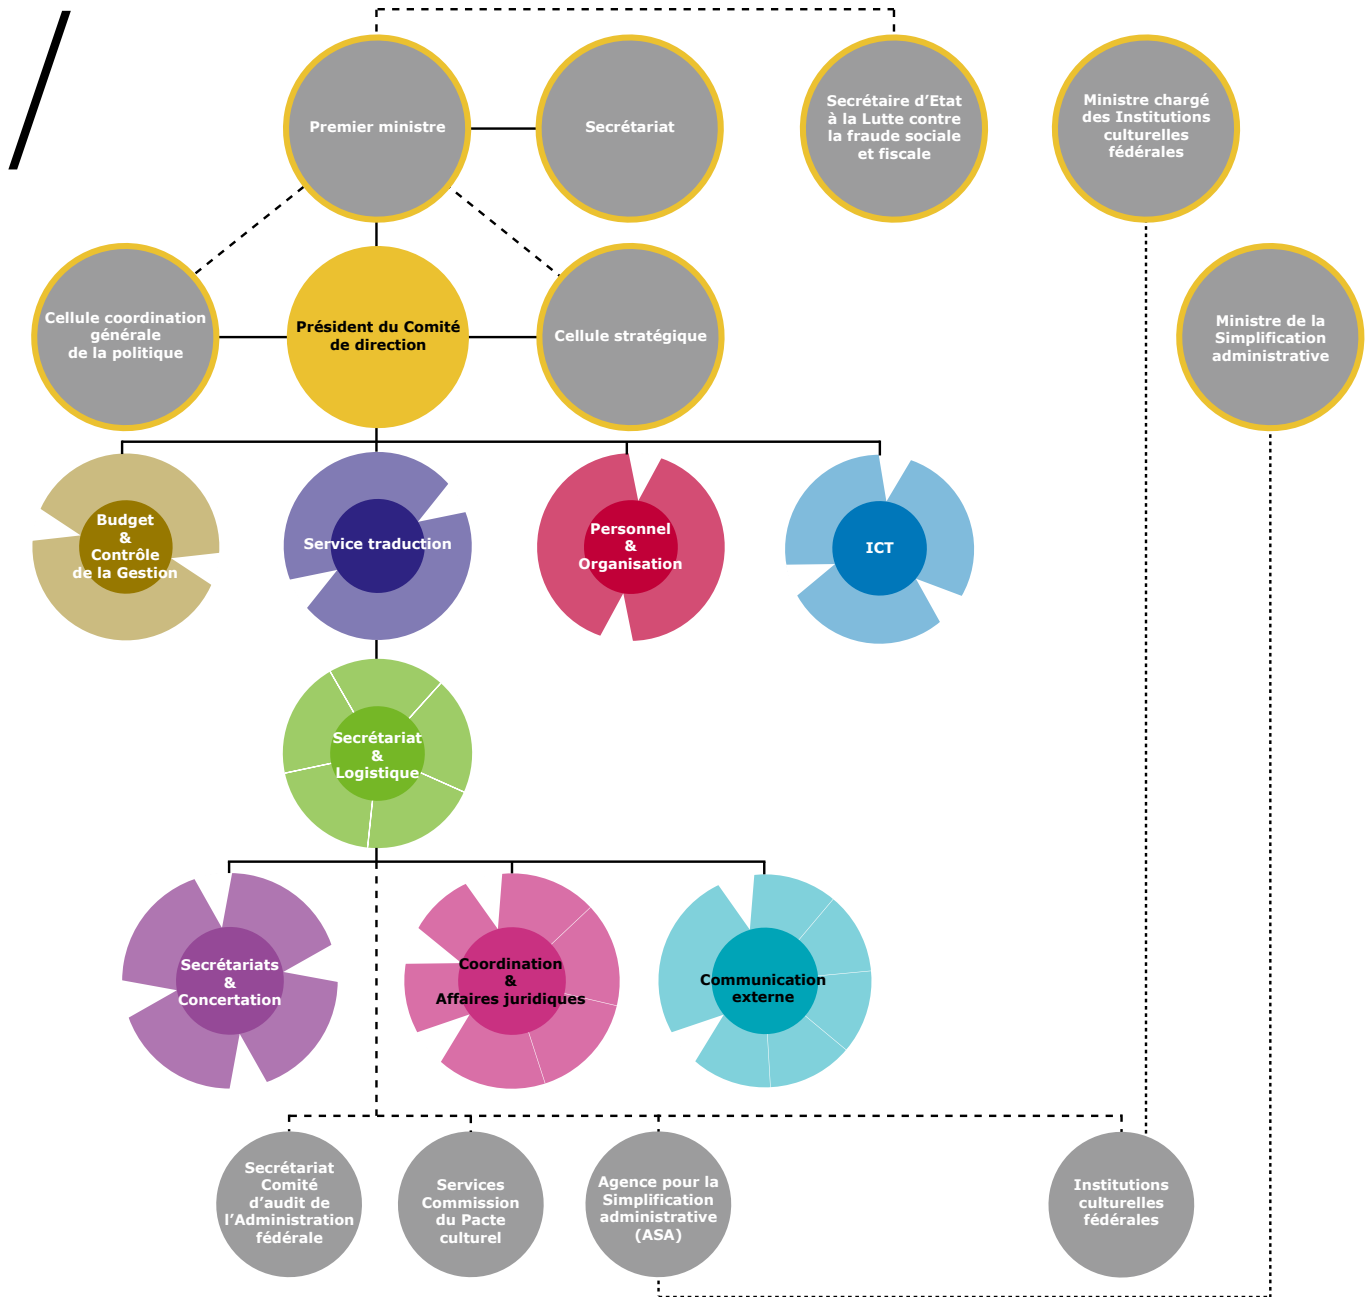 Premier ministre
Secrétariat
Secrétaire d’Etat
à la Lutte contre
la fraude sociale
et fiscale
Ministre chargé
des Institutions
culturelles
fédérales
Cellule coordination
générale
de la politique
Président du Comité
de direction
Cellule stratégique
Ministre de la
Simplification
administrative
Budget
&
Contrôle
de la Gestion
Service traduction
Personnel
&
Organisation
ICT
Secrétariat
&
Logistique
Secrétariats
&
Concertation
Coordination
&
Affaires juridiques
Communication
externe
Secrétariat
Comité
d’audit de
l’Administration
fédérale
Services
Commission
du Pacte
culturel
Agence pour la
Simplification
administrative
(ASA)
Institutions
culturelles
fédérales